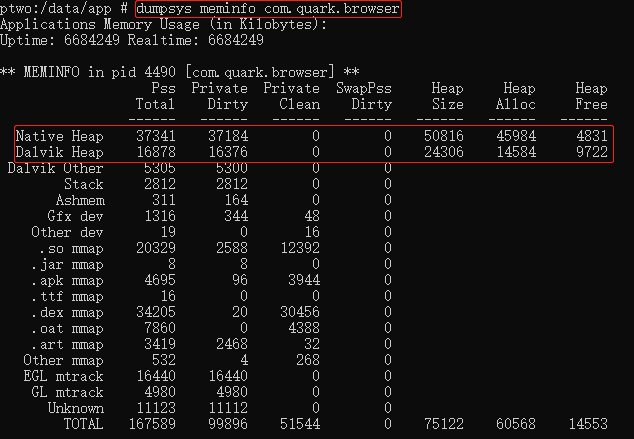 ptwo:/data/app # dumpsys meminfo com.quark.browser
Applications Memory Usage (in Kilobytes):
Uptime: 6684249 Realtime: 6684249
** MEMINFO in pid 4490 [com.quark.browser] **
Pss Private Private SwapPss Heap Heap Heap
Total Dirty Clean Dirty Size Alloc Free
------ ------ ------ ------ ------ ------ ------
Native Heap 37341 37184 0 0 50816 45984 4831
Dalvik Heap 16878 16376 0 0 24306 14584 9722
Dalvik Other 5305 5300 0 0
Stack 2812 2812 0 0
Ashmem 311 164 0 0
Gfx dev 1316 344 48 0
Other dev 19 0 16 0
.so mmap 20329 2588 12392 0
.jar mmap 8 8 0 0
.apk mmap 4695 96 3944 0
.ttf mmap 16 0 0 0
.dex mmap 34205 20 30456 0
.oat mmap 7860 0 4388 0
.art mmap 3419 2468 32 0
Other mmap 532 4 268 0
EGL mtrack 16440 16440 0 0
GL mtrack 4980 4980 0 0
Unknown 11123 11112 0 0
TOTAL 167589 99896 51544 0 75122 60568 14553